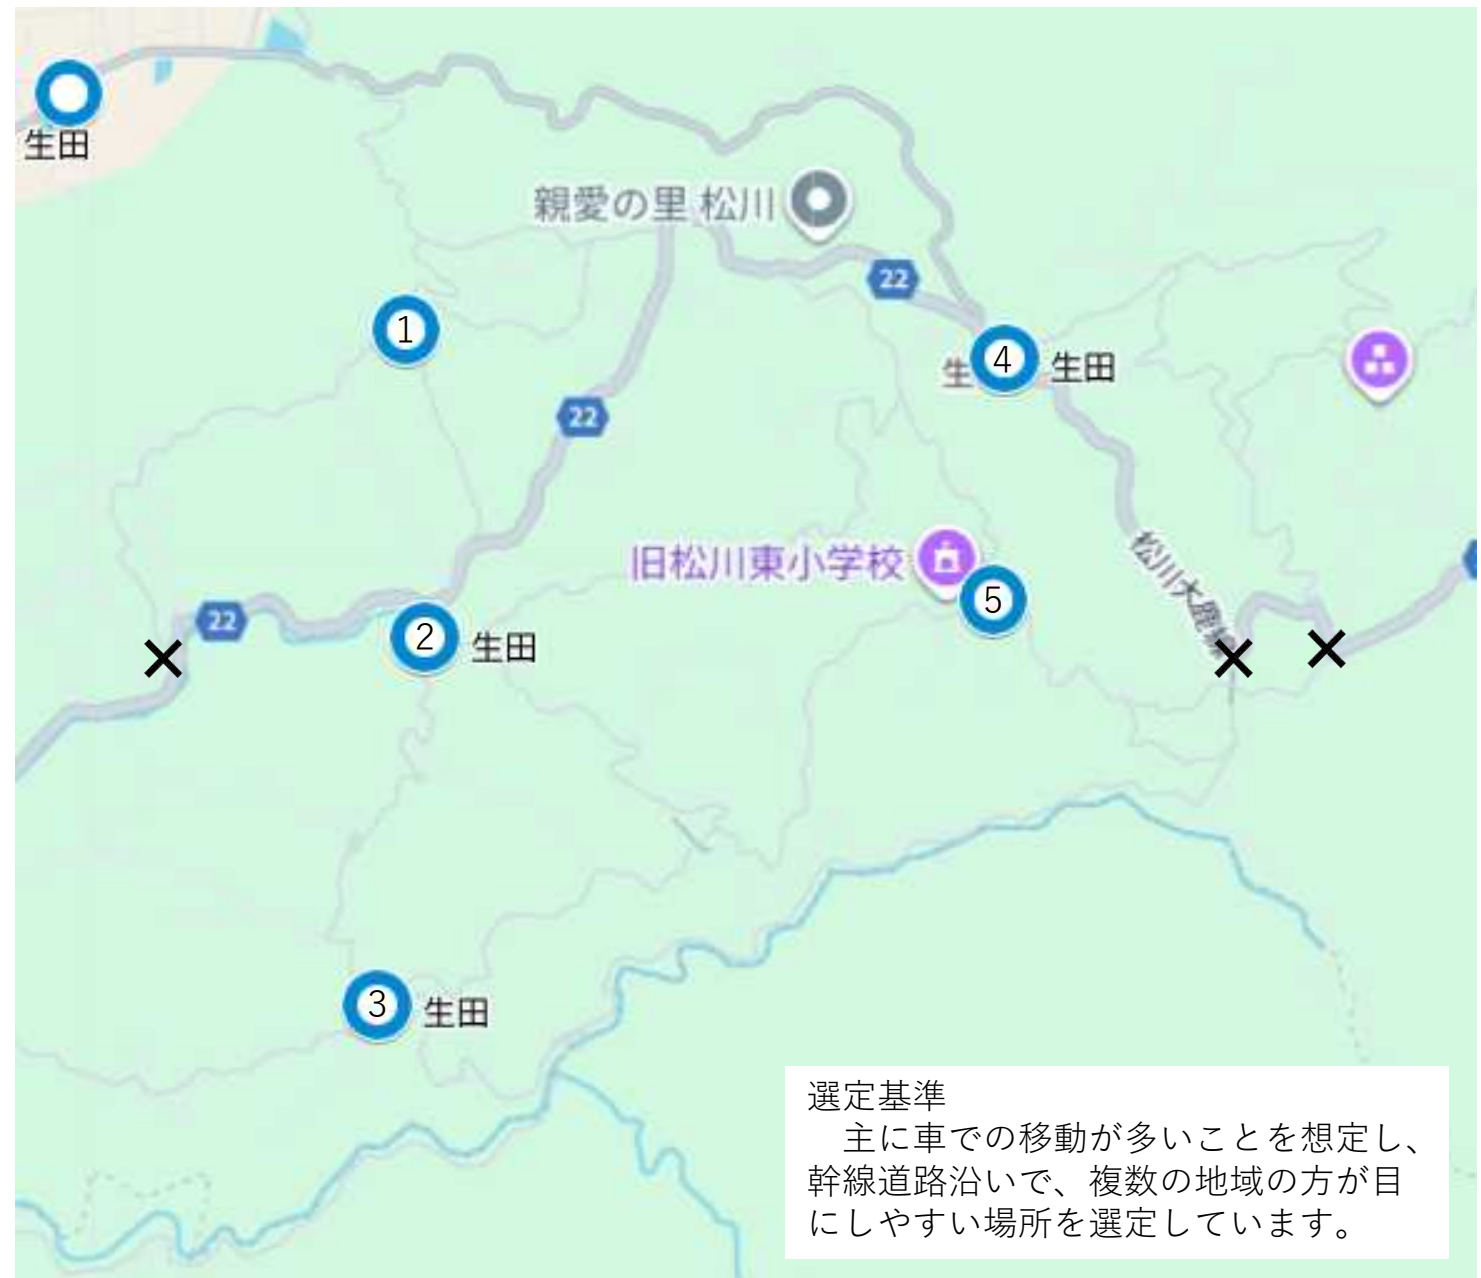 生田
親愛の里 松川
22
1
4
生
生田
22
旧松川東小学校
5
松川大鹿線
22
2
生田
3
生田
選定基準
　主に車での移動が多いことを想定し、
幹線道路沿いで、複数の地域の方が目
にしやすい場所を選定しています。